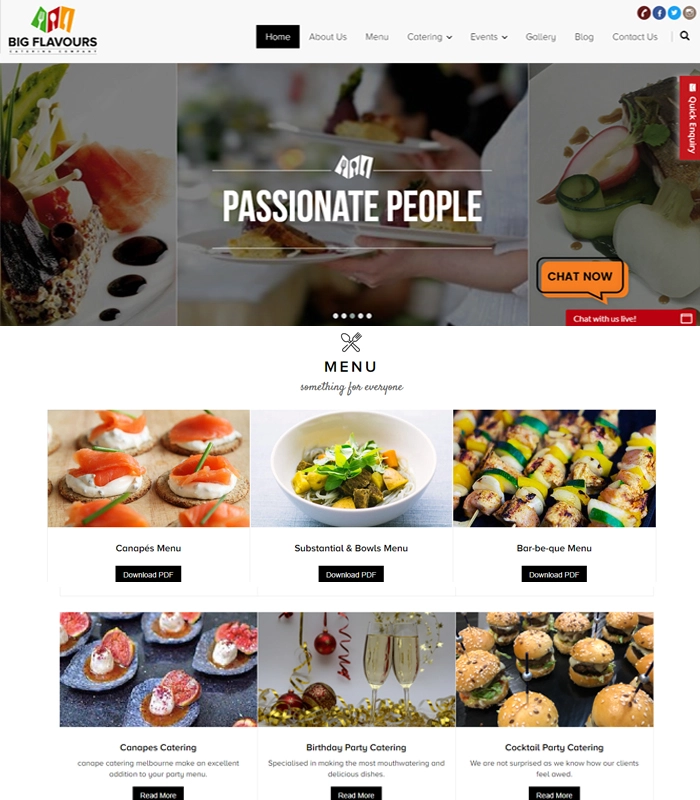 BIG FLAVOURS
CATERING COMPANY
Home About Us Menu Catering Events Gallery Blog Contact Us
Quick Enquiry
PASSIONATE PEOPLE
CHAT NOW
Chat with us live!
MENU
something for everyone
Canapés Menu Substantial & Bowls Menu Bar-be-que Menu
Download PDF Download PDF Download PDF
Canapes Catering Birthday Party Catering Cocktail Party Catering
canape catering melbourne make an excellent Specialised in making the most mouthwatering and We are not surprised as we know how our clients
addition to your party menu. delicious dishes. feel awed.
Read More Read More Read More